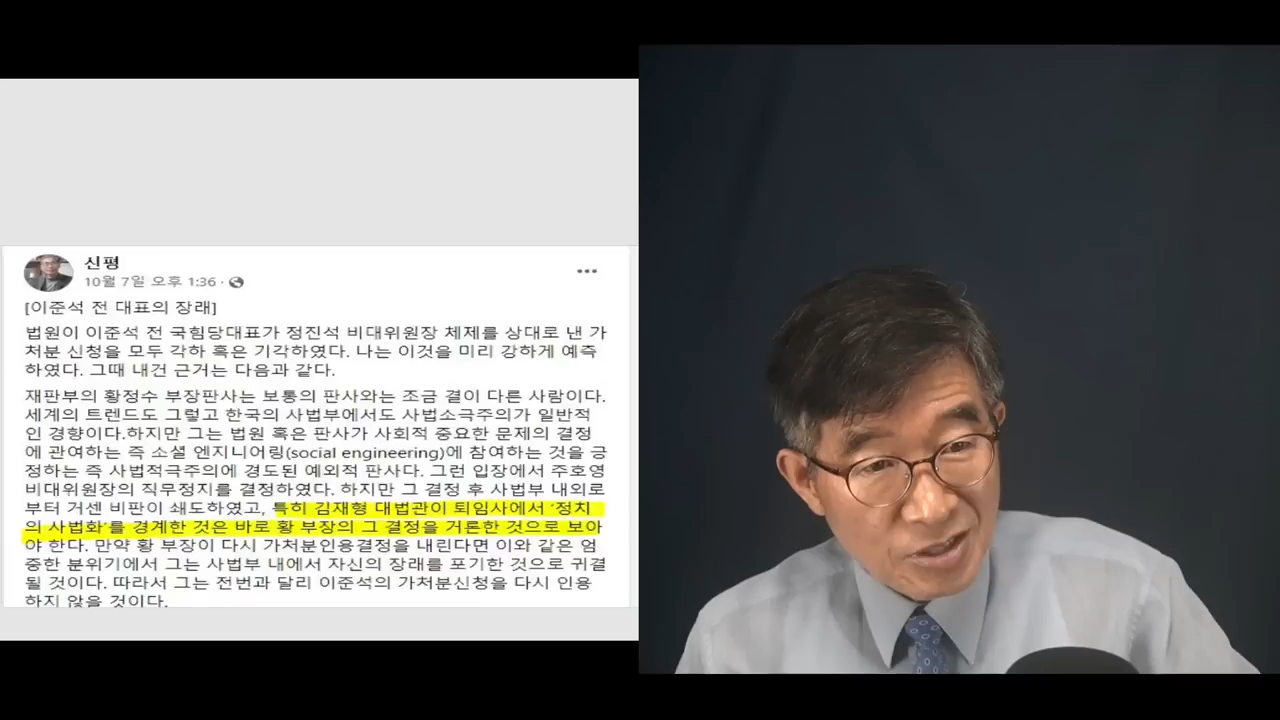 신평
10월 7일 오후 1:36 ·
[이준석 전 대표의 장래]
법원이 이준석 전 국힘당대표가 정진석 비대위원장 체제를 상대로 낸 가
처분 신청을 모두 각하 혹은 기각하였다. 나는 이것을 미리 강하게 예측
하였다. 그때 내건 근거는 다음과 같다.
재판부의 황정수 부장판사는 보통의 판사와는 조금 결이 다른 사람이다.
세계의 트렌드도 그렇고 한국의 사법부에서도 사법소극주의가 일반적
인 경향이다.하지만 그는 법원 혹은 판사가 사회적 중요한 문제의 결정
에 관여하는 즉 소셜 엔지니어링(social engineering)에 참여하는 것을 긍
정하는 즉 사법적극주의에 경도된 예외적 판사다. 그런 입장에서 주호영
비대위원장의 직무정지를 결정하였다. 하지만 그 결정 후 사법부 내외로
부터 거센 비판이 쇄도하였고, 특히 김재형 대법관이 퇴임사에서 '정치
의 사법화'를 경계한 것은 바로 황 부장의 그 결정을 거론한 것으로 보아
야 한다. 만약 황 부장이 다시 가처분인용결정을 내린다면 이와 같은 엄
중한 분위기에서 그는 사법부 내에서 자신의 장래를 포기한 것으로 귀결
될 것이다. 따라서 그는 전번과 달리 이준석의 가처분신청을 다시 인용
하지 않을 것이다.